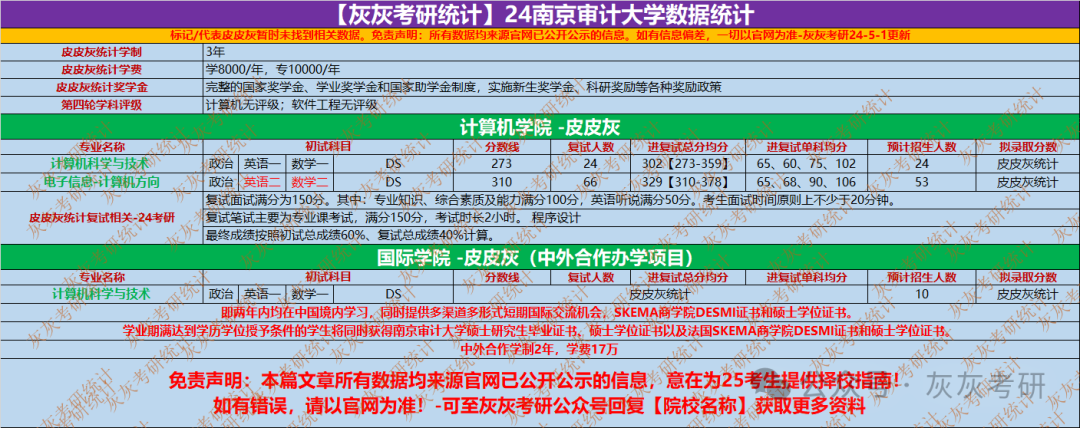 【灰灰考研统计】24南京审计大学数据统计
标记/代表皮皮灰暂时未找到相关数据。免责声明：所有数据均来源官网已公开公示的信息。如有信息偏差，一切以官网为准-灰灰考研24-5-1更新
皮皮灰统计学制 3年
皮皮灰统计学费 学8000/年，专10000/年
皮皮灰统计奖学金 完整的国家奖学金、学业奖学金和国家助学金制度，实施新生奖学金、科研奖励等各种奖励政策
第四轮学科评级 计算机无评级；软件工程无评级
计算机学院 -皮皮灰
专业名称 初试科目 分数线 复试人数 进复试总分均分 进复试单科均分 预计招生人数 拟录取分数
计算机科学与技术 政治 英语一 数学一 DS 273 24 302【273-359】 65、60、75、102 24 皮皮灰统计
电子信息-计算机方向 政治 英语二 数学二 DS 310 66 329【310-378】 65、68、90、106 53 皮皮灰统计
皮皮灰统计复试相关-24考研
复试面试满分为150分。其中：专业知识、综合素质及能力满分100分，英语听说满分50分。考生面试时间原则上不少于20分钟。
复试笔试主要为专业课考试，满分150分，考试时长2小时。 程序设计
最终成绩按照初试总成绩60%、复试总成绩40%计算。
国际学院 -皮皮灰（中外合作办学项目）
专业名称 初试科目 分数线 复试人数 进复试总分均分 进复试单科均分 预计招生人数 拟录取分数
计算机科学与技术 政治 英语一 数学一 DS 皮皮灰统计 10 皮皮灰统计
即两年内均在中国境内学习，同时提供多渠道多形式短期国际交流机会，SKEMA商学院DESMI证书和硕士学位证书。
学业期满达到学历学位授予条件的学生将同时获得南京审计大学硕士研究生毕业证书、硕士学位证书以及法国SKEMA商学院DESMI证书和硕士学位证书。
中外合作学制2年，学费17万
免责声明：本篇文章所有数据均来源官网已公开公示的信息，意在为25考生提供择校指南！
如有错误，请以官网为准！-可至灰灰考研公众号回复【院校名称】获取更多资料
公众号 · 灰灰考研